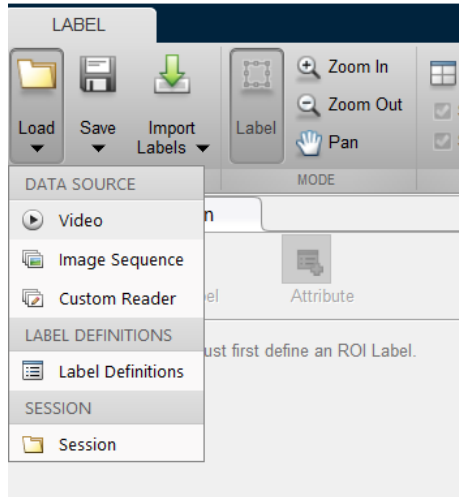 LABEL
Load
Save
Import
Labels
Label
Zoom In
Zoom Out
Pan
MODE
DATA SOURCE
Video
Image Sequence
Custom Reader
LABEL DEFINITIONS
Label Definitions
SESSION
Session
Attribute
ust first define an ROI Label.